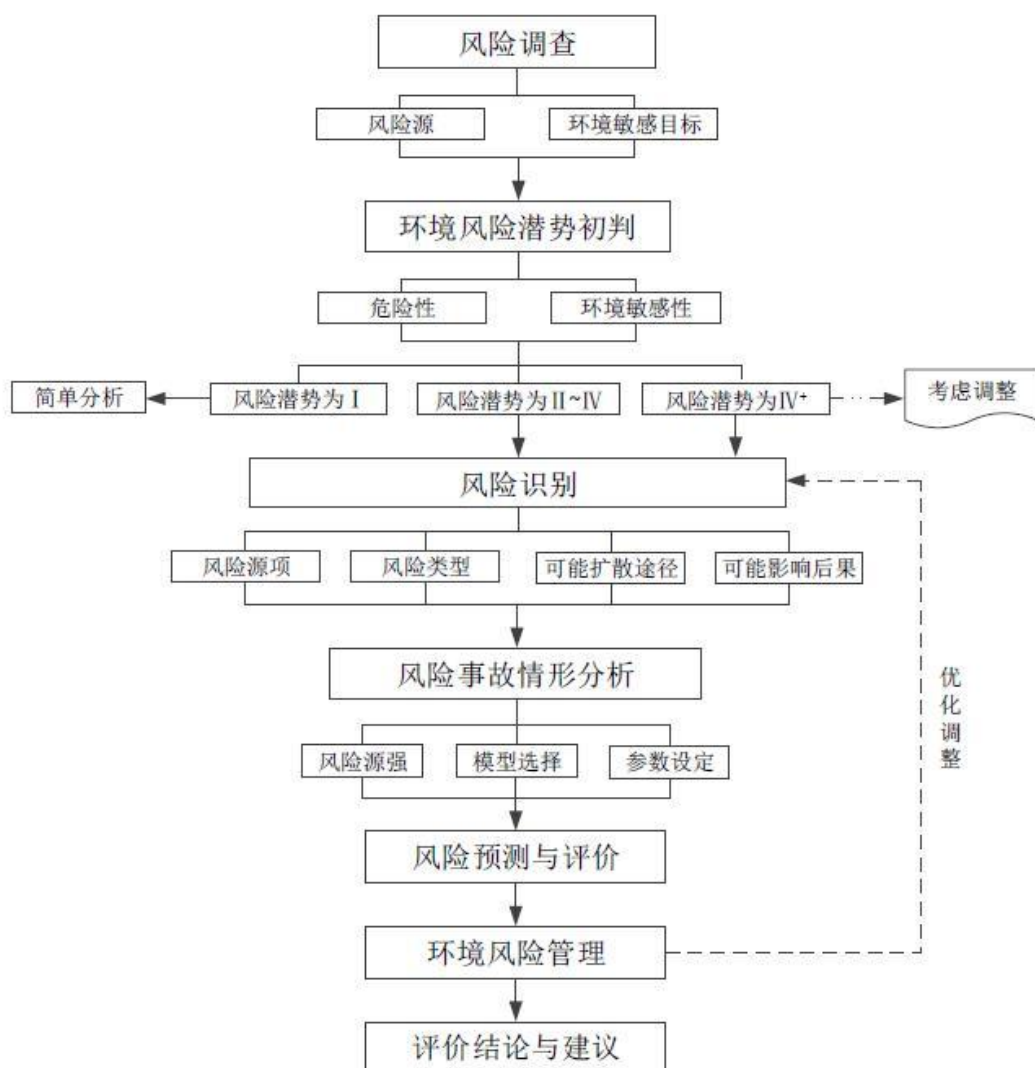 风险调查
风险源
环境敏感目标
环境风险潜势初判
危险性
环境敏感性
简单分析
风险潜势为Ⅰ
风险潜势为Ⅱ~Ⅳ
风险潜势为Ⅳ⁺
考虑调整
风险识别
风险源项
风险类型
可能扩散途径
可能影响后果
风险事故情形分析
风险源强
模型选择
参数设定
优化调整
风险预测与评价
环境风险管理
评价结论与建议